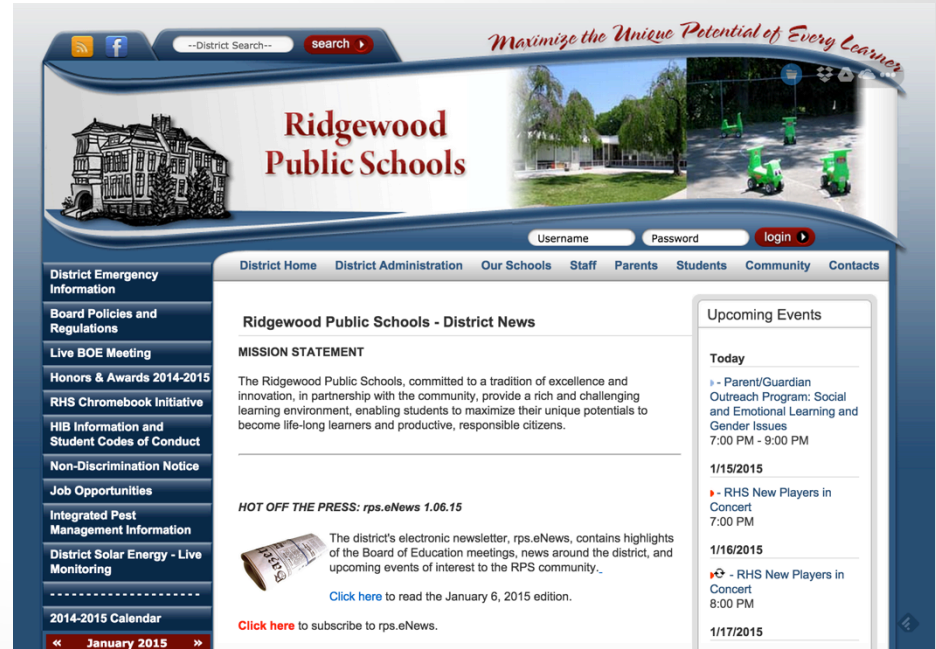 Maximize the Unique Potential of Every Learner
--District Search--
search
Ridgewood
Public Schools
Username
Password
login
District Home
District Administration
Our Schools
Staff
Parents
Students
Community
Contacts
District Emergency
Information
Board Policies and
Regulations
Live BOE Meeting
Honors & Awards 2014-2015
RHS Chromebook Initiative
HIB Information and
Student Codes of Conduct
Non-Discrimination Notice
Job Opportunities
Integrated Pest
Management Information
District Solar Energy - Live
Monitoring
----------------------
2014-2015 Calendar
« January 2015 »
Ridgewood Public Schools - District News
MISSION STATEMENT
The Ridgewood Public Schools, committed to a tradition of excellence and
innovation, in partnership with the community, provide a rich and challenging
learning environment, enabling students to maximize their unique potentials to
become life-long learners and productive, responsible citizens.
HOT OFF THE PRESS: rps.eNews 1.06.15
The district's electronic newsletter, rps.eNews, contains highlights
of the Board of Education meetings, news around the district, and
upcoming events of interest to the RPS community.
Click here to read the January 6, 2015 edition.
Click here to subscribe to rps.eNews.
Upcoming Events
Today
- Parent/Guardian
Outreach Program: Social
and Emotional Learning and
Gender Issues
7:00 PM - 9:00 PM
1/15/2015
- RHS New Players in
Concert
7:00 PM
1/16/2015
- RHS New Players in
Concert
8:00 PM
1/17/2015